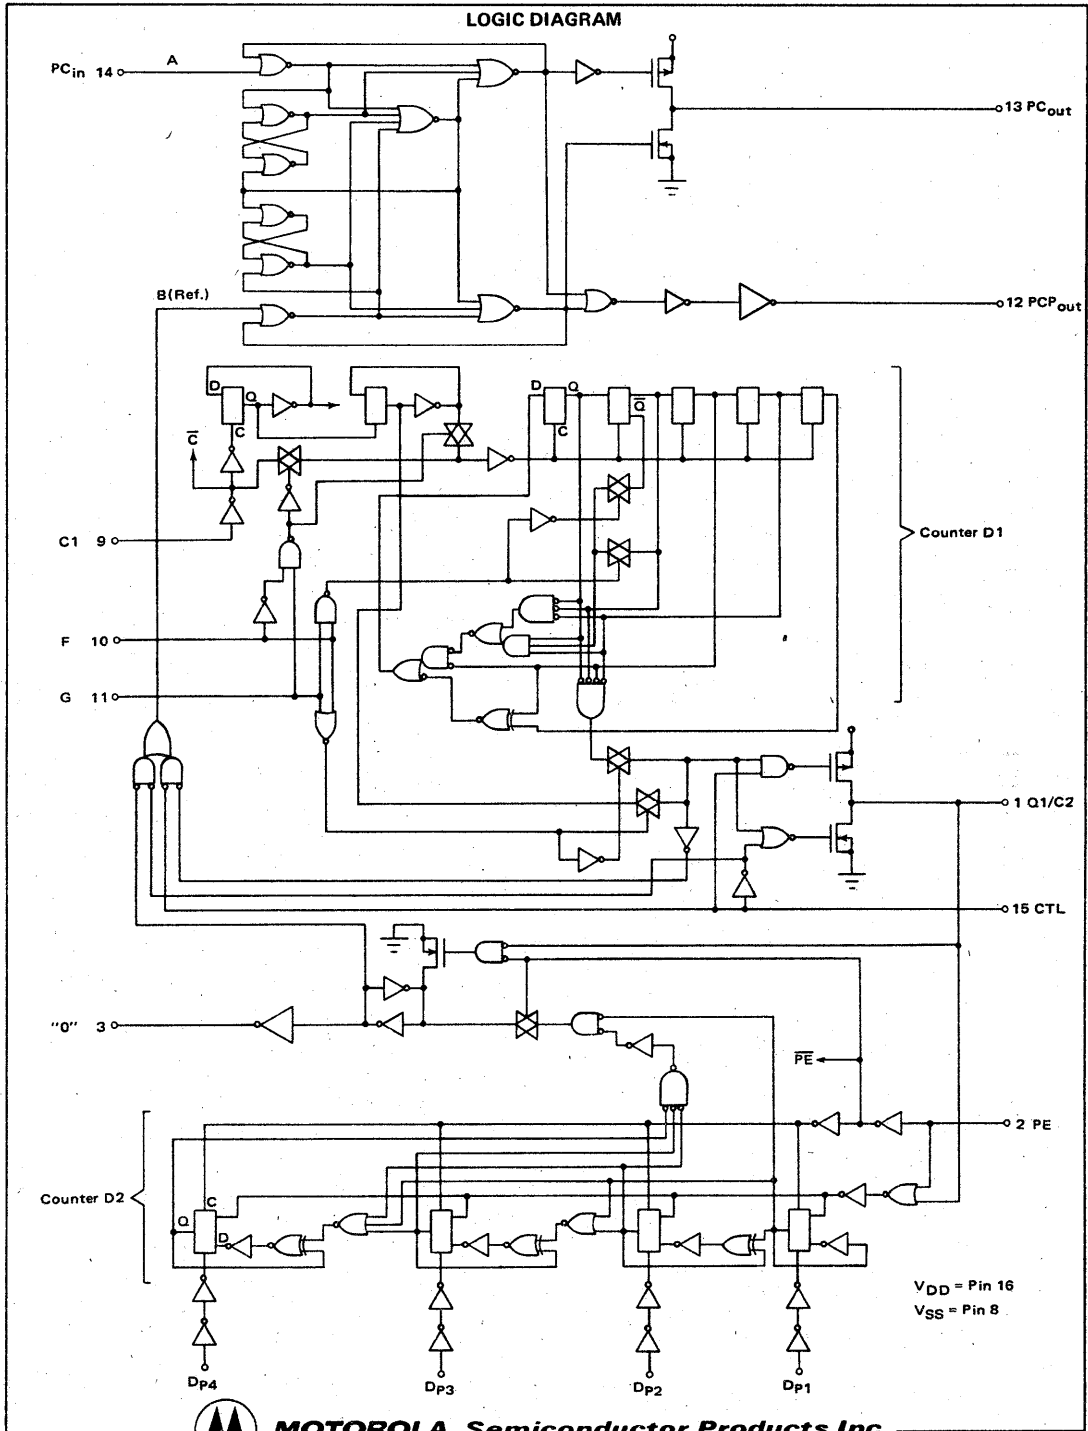 LOGIC DIAGRAM
PCin 14
A
13 PCout
B(Ref.)
12 PCPout
D
Q
C
C̅
D
Q
Q̅
C
C1 9
Counter D1
F 10
G 11
1 Q1/C2
15 CTL
"0" 3
P̅E̅
2 PE
Counter D2
C
Q
D
VDD = Pin 16
VSS = Pin 8
DP4
DP3
DP2
DP1
MOTOROLA Semiconductor Products Inc.